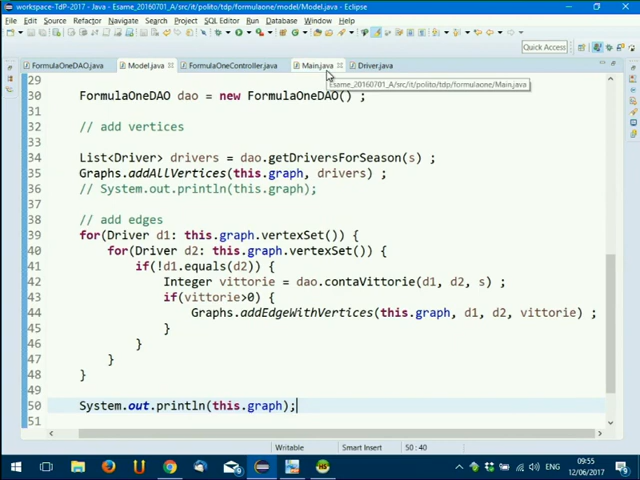 workspace-TdP-2017 - Esame_20160701_A/src/it/polito/tdp/formulaone/model/Model.java - Eclipse
File Edit Source Refactor Navigate Search Project SQL Editor Run Database Window Help
Quick Access
FormulaOneDAO.java Model.java FormulaOneController.java Main.java Driver.java
Esame_20160701_A/src/it/polito/tdp/formulaone/Main.java
29
30 FormulaOneDAO dao = new FormulaOneDAO() ;
31
32 // add vertices
33
34 List<Driver> drivers = dao.getDriversForSeason(s) ;
35 Graphs.addAllVertices(this.graph, drivers) ;
36 // System.out.println(this.graph);
37
38 // add edges
39 for(Driver d1: this.graph.vertexSet()) {
40 for(Driver d2: this.graph.vertexSet()) {
41 if(!d1.equals(d2)) {
42 Integer vittorie = dao.contaVittorie(d1, d2, s) ;
43 if(vittorie>0) {
44 Graphs.addEdgeWithVertices(this.graph, d1, d2, vittorie) ;
45 }
46 }
47 }
48 }
49
50 System.out.println(this.graph);
51
Writable Smart Insert 50 : 40
09:55
12/06/2017